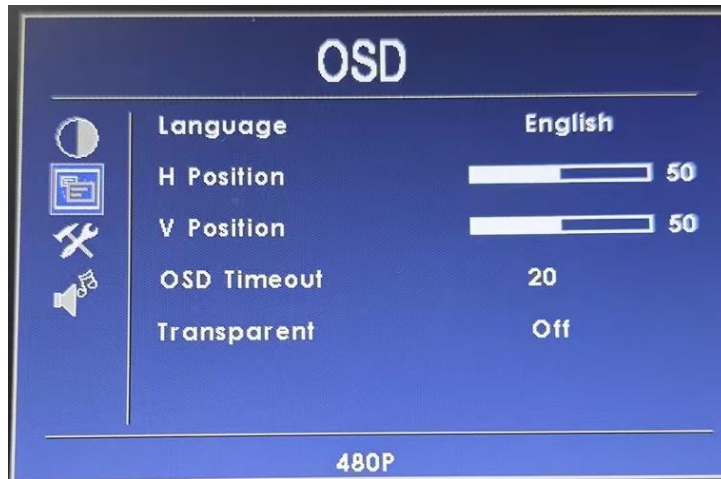 OSD
Language English
H Position 50
V Position 50
OSD Timeout 20
Transparent Off
480P